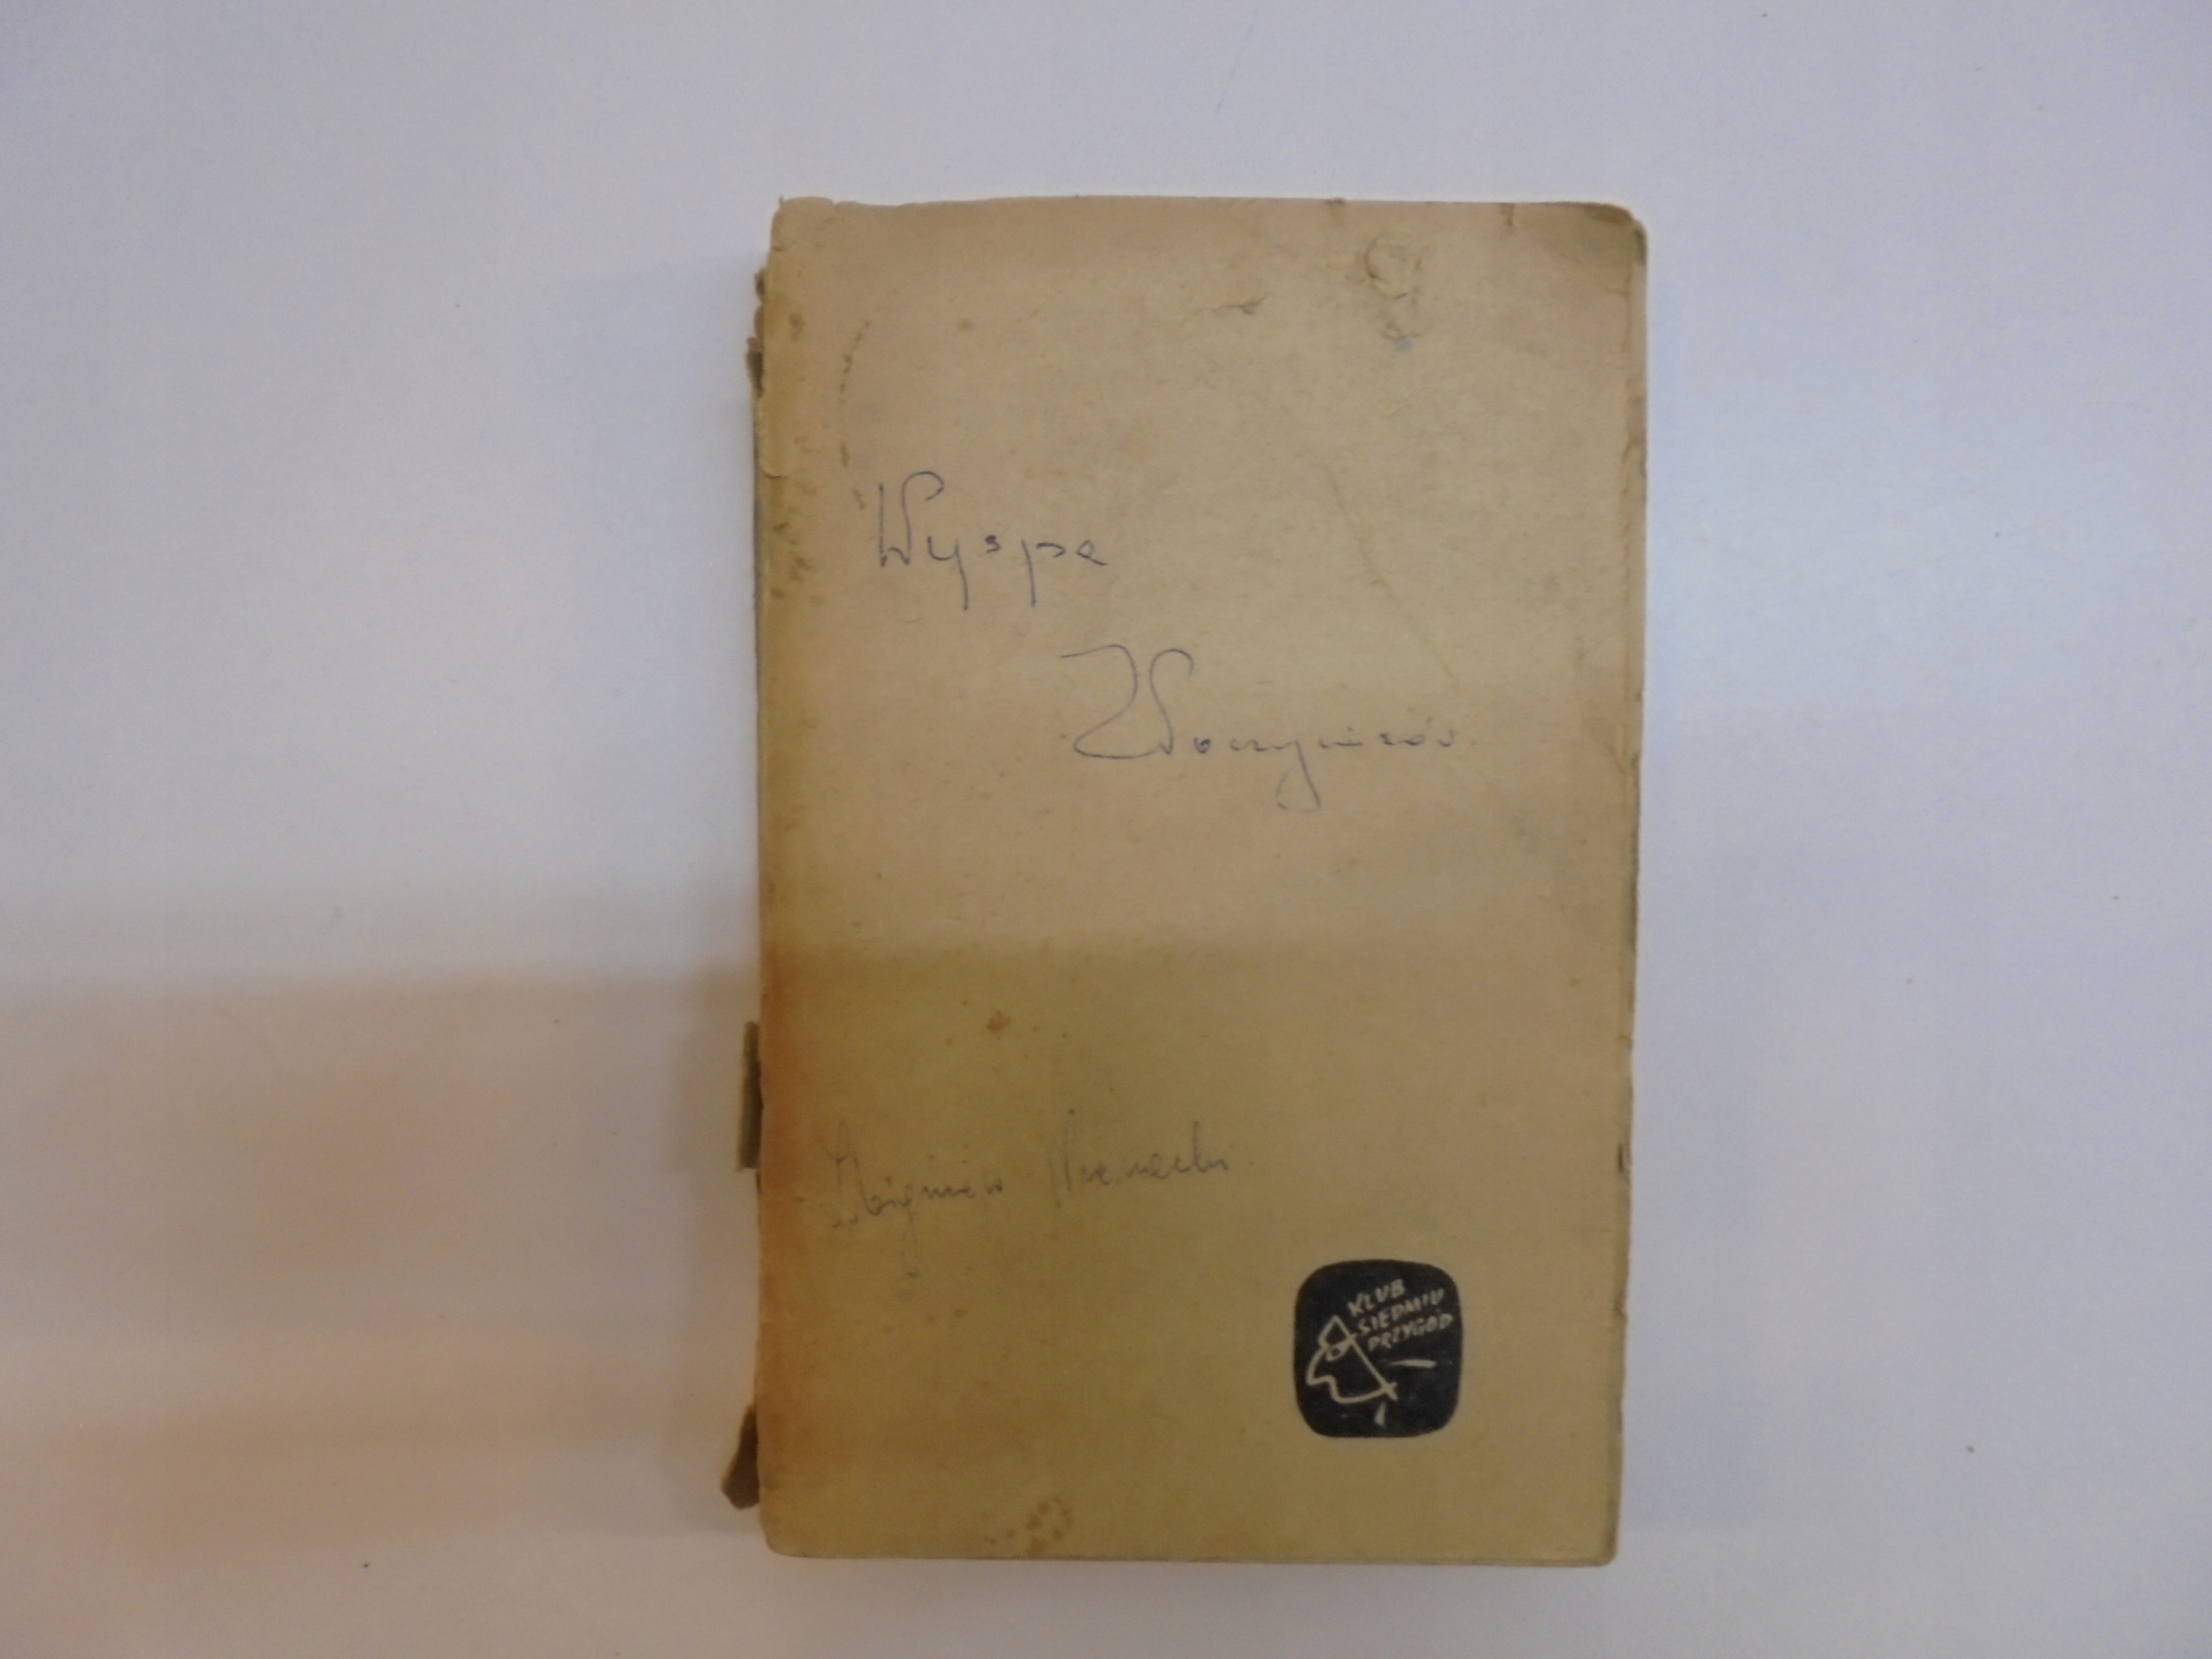 Wyspa
Złoczyńców
Zbigniew Nienacki
KLUB
SIEDMIU
PRZYGÓD